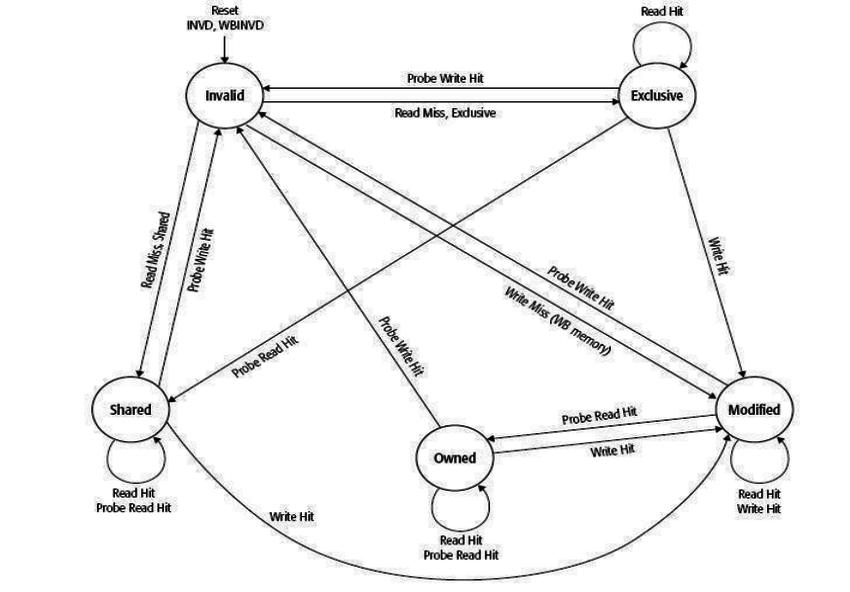 Reset
INVD, WBINVD
Read Hit
Invalid
Probe Write Hit
Read Miss, Exclusive
Exclusive
Read Miss, Shared
Probe Write Hit
Probe Read Hit
Probe Write Hit
Probe Write Hit
Write Miss (WB memory)
Write Hit
Shared
Read Hit
Probe Read Hit
Write Hit
Owned
Read Hit
Probe Read Hit
Probe Read Hit
Write Hit
Modified
Read Hit
Write Hit